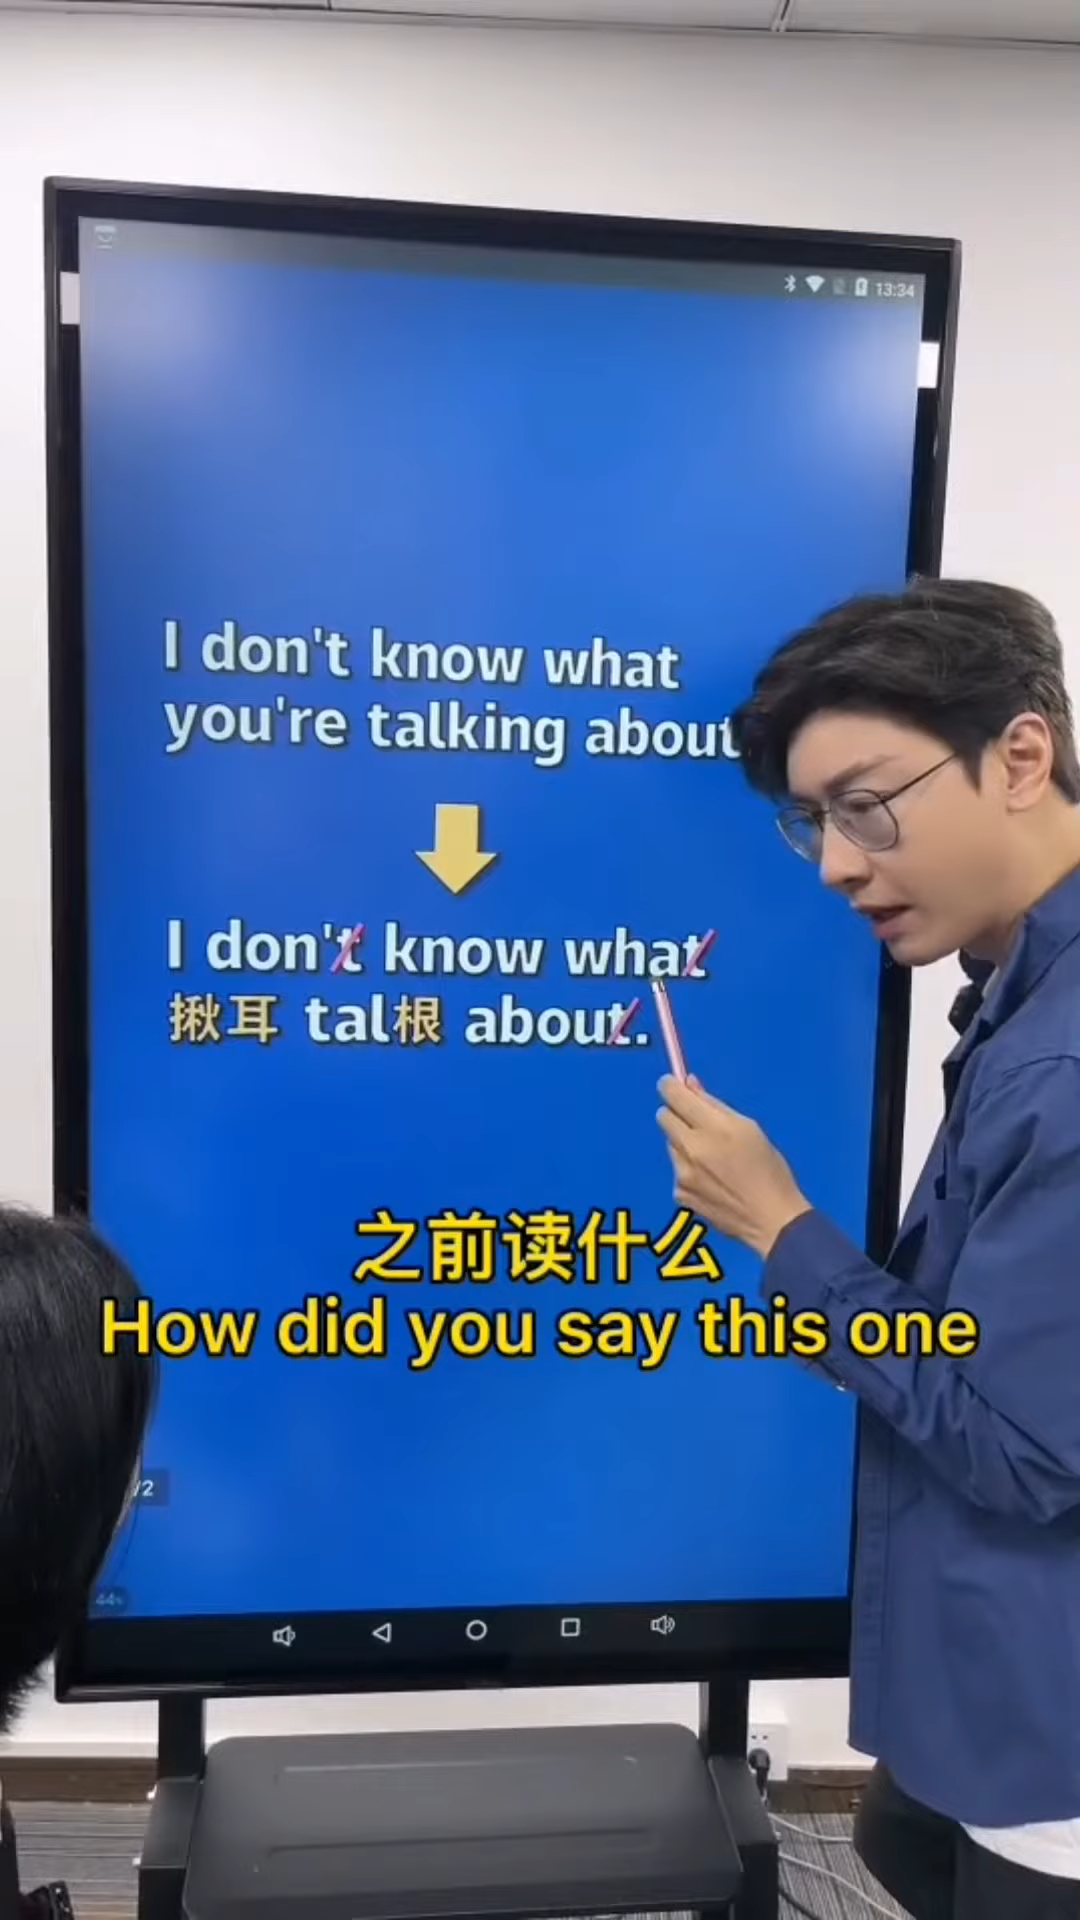 13:34
I don't know what
you're talking about
I don't know what
揪耳 tal根 about.
之前读什么
How did you say this one
/2